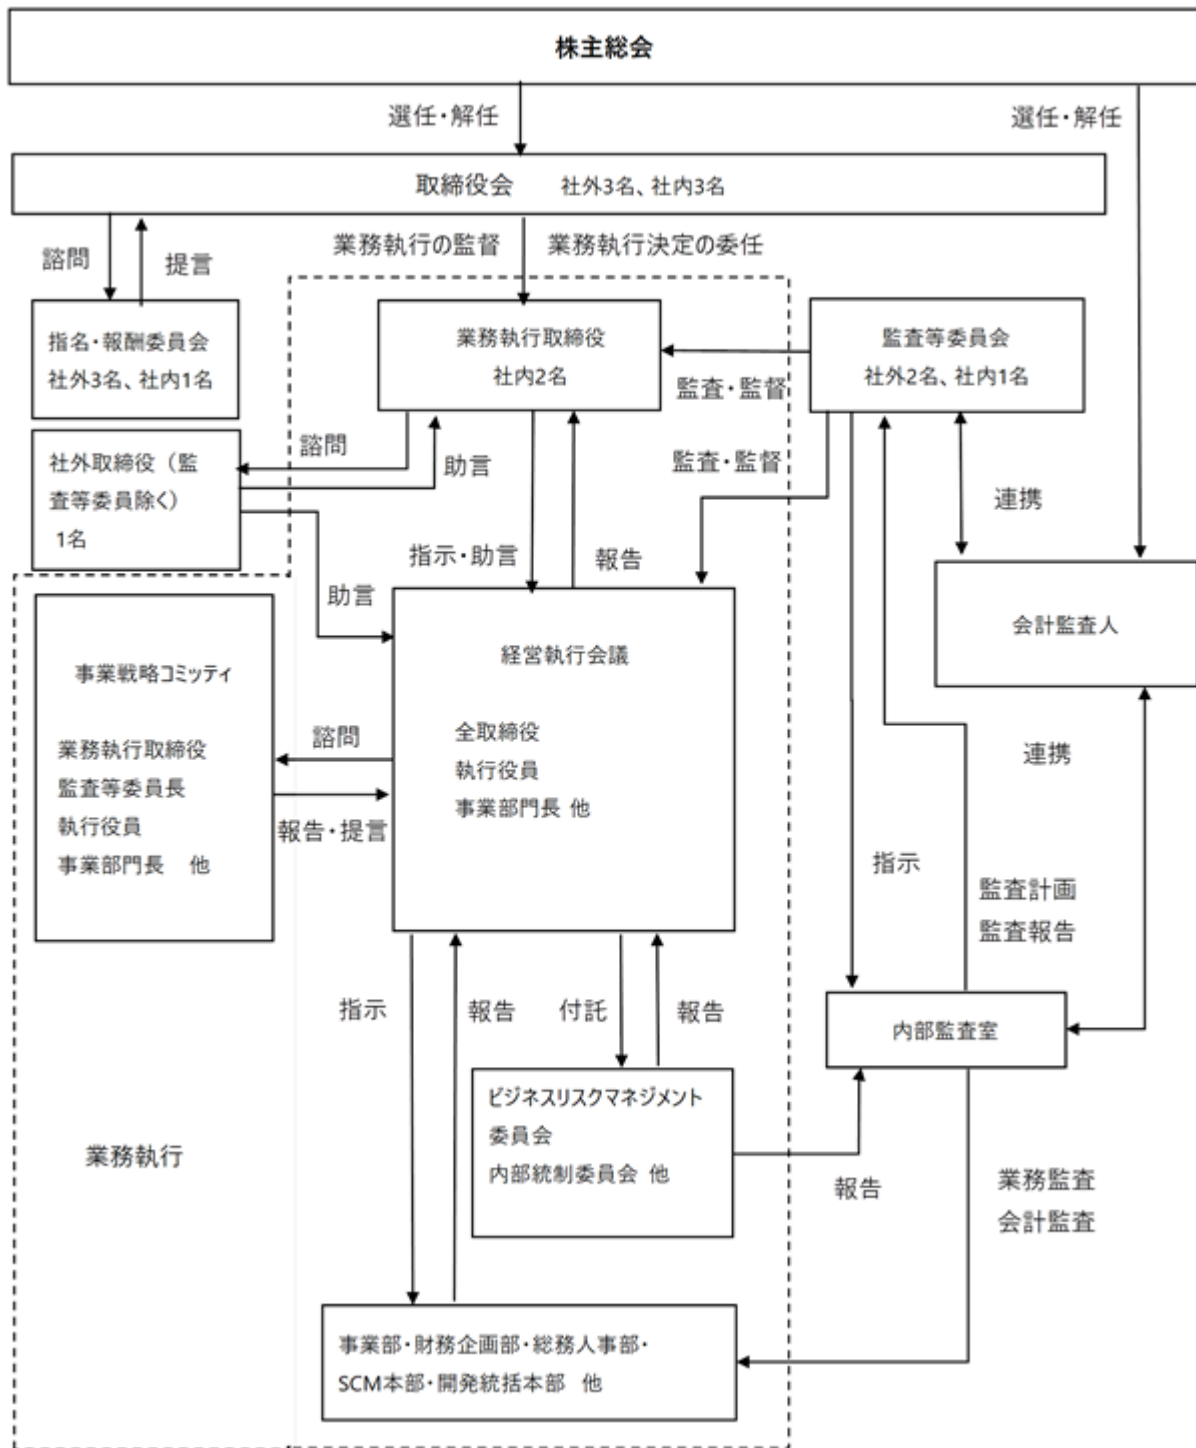 株主総会
選任・解任
選任・解任
取締役会　社外3名、社内3名
諮問
提言
業務執行の監督
業務執行決定の委任
指名・報酬委員会
社外3名、社内1名
業務執行取締役
社内2名
監査等委員会
社外2名、社内1名
監査・監督
社外取締役（監
査等委員除く）
1名
諮問
助言
監査・監督
連携
指示・助言
報告
助言
会計監査人
事業戦略コミッティ
業務執行取締役
監査等委員長
執行役員
事業部門長　他
経営執行会議
全取締役
執行役員
事業部門長 他
諮問
報告・提言
連携
指示
監査計画
監査報告
指示
報告
付託
報告
内部監査室
ビジネスリスクマネジメント
委員会
内部統制委員会 他
業務執行
報告
業務監査
会計監査
事業部・財務企画部・総務人事部・
SCM本部・開発統括本部 他